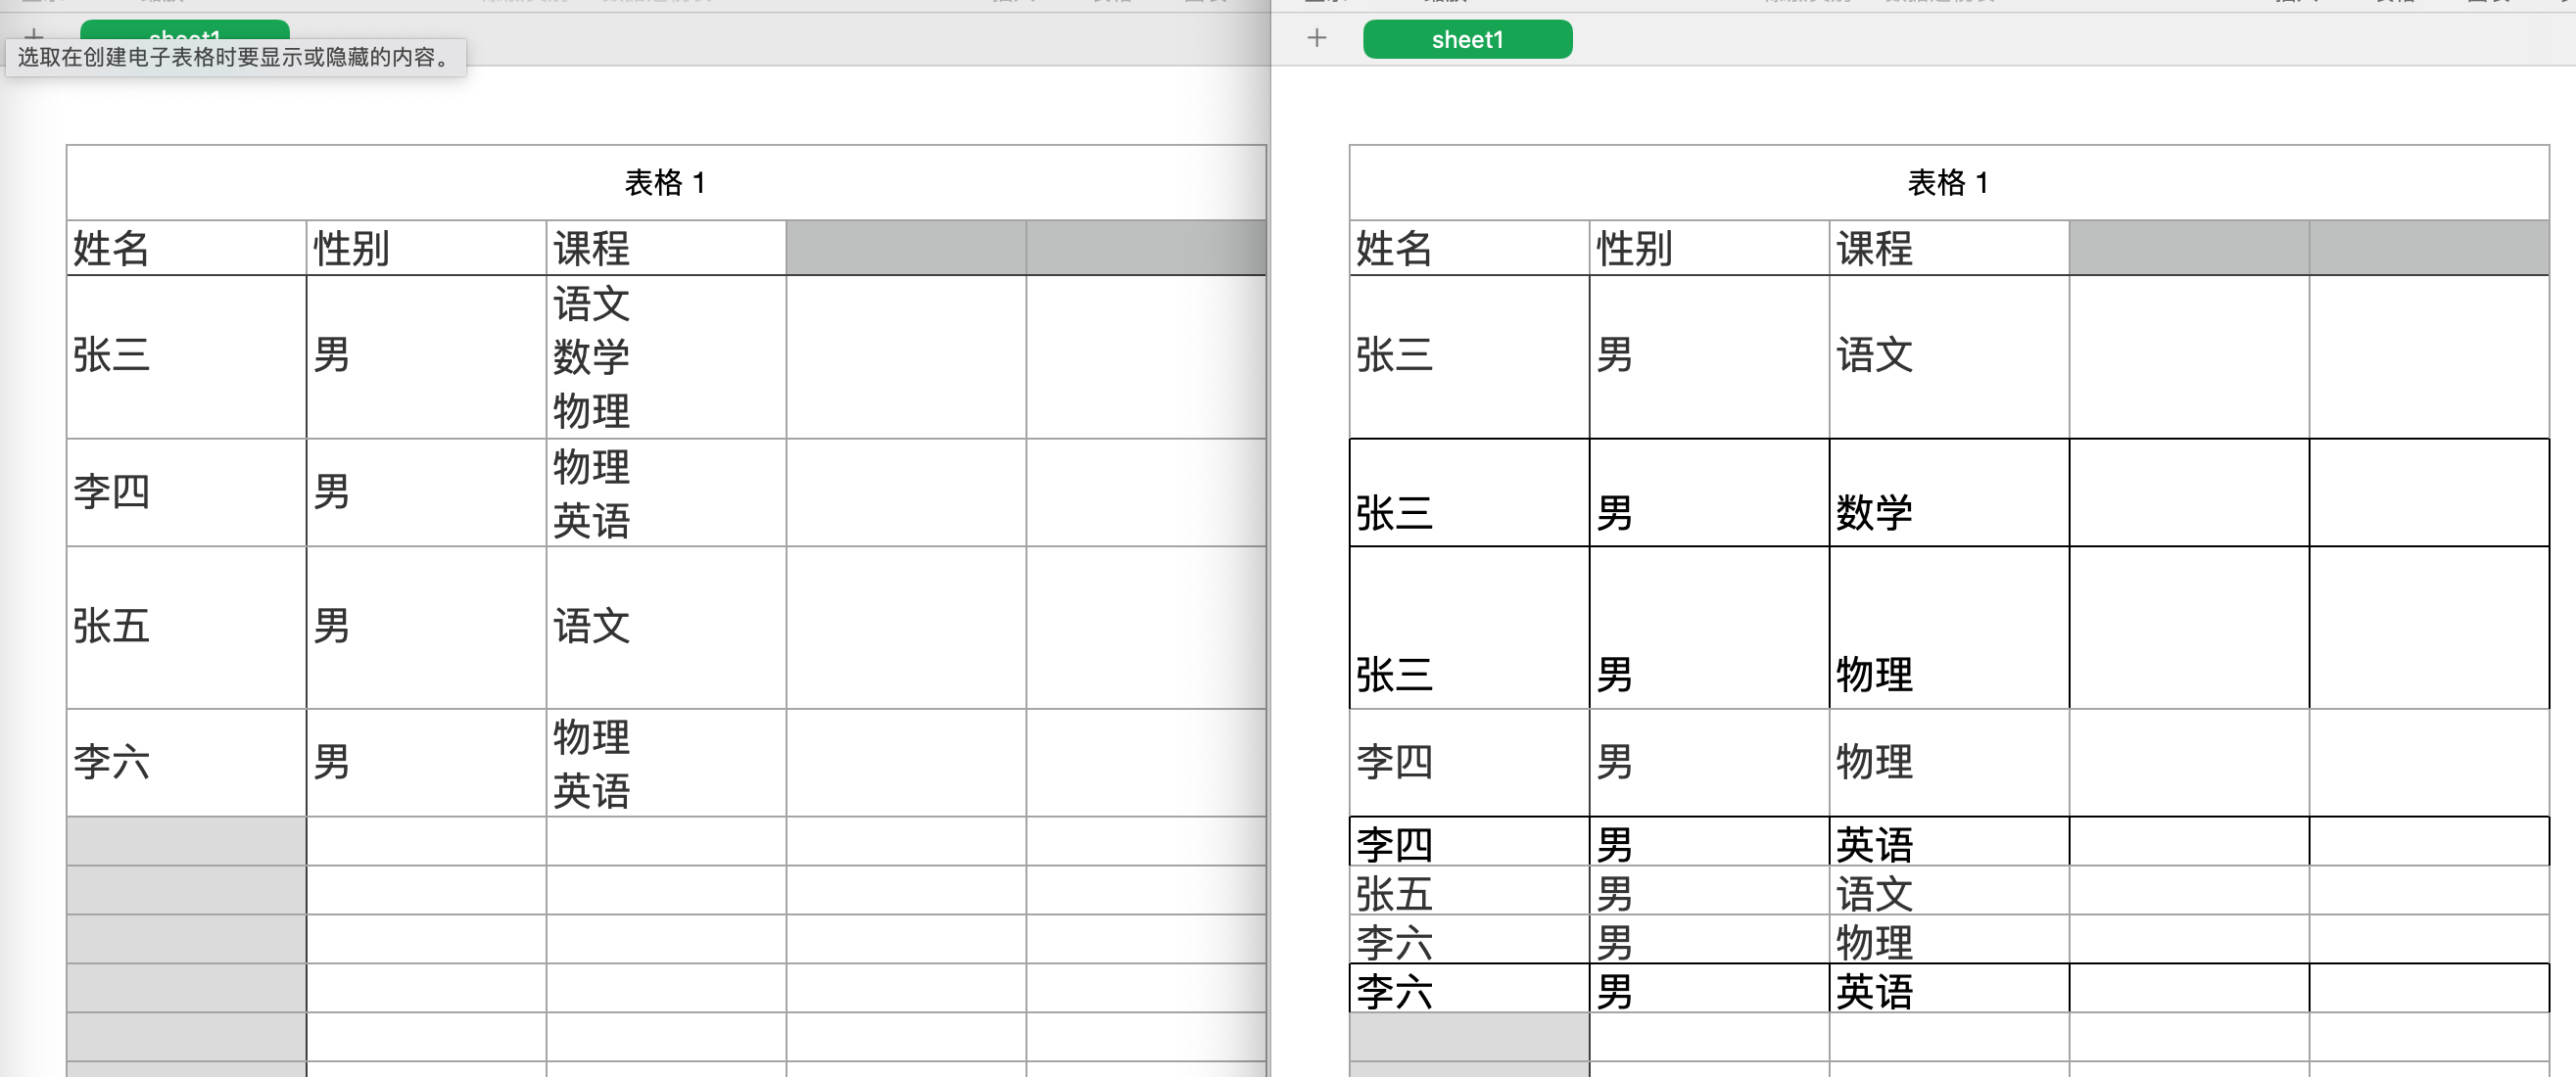 sheet1
选取在创建电子表格时要显示或隐藏的内容。
表格 1
姓名 性别 课程
张三 男 语文
数学
物理
李四 男 物理
英语
张五 男 语文
李六 男 物理
英语
sheet1
表格 1
姓名 性别 课程
张三 男 语文
张三 男 数学
张三 男 物理
李四 男 物理
李四 男 英语
张五 男 语文
李六 男 物理
李六 男 英语